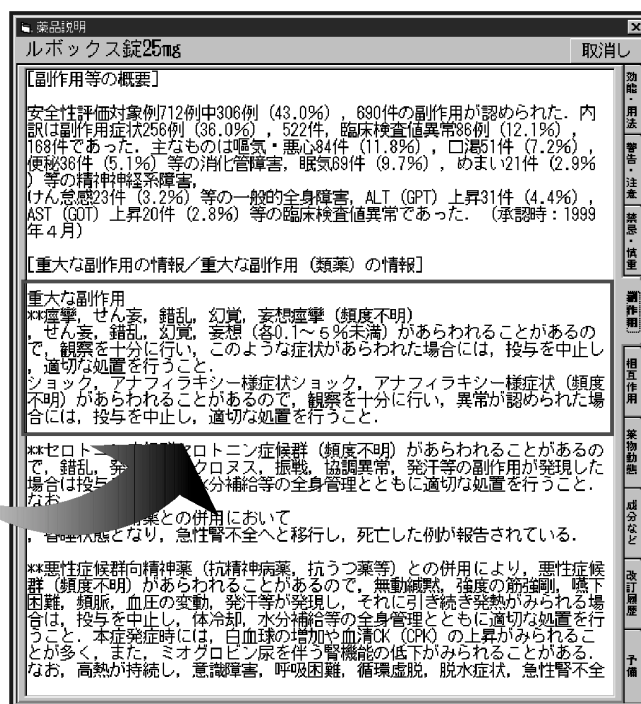 薬品説明
ルボックス錠25mg
取消し
[副作用等の概要]
安全性評価対象例712例中306例（43.0%）, 690件の副作用が認められた. 内
訳は副作用症状256例（36.0%）, 522件, 臨床検査値異常86例（12.1%）,
168件であった. 主なものは嘔気・悪心84件（11.8%）, 口渇51件（7.2%）,
便秘36件（5.1%）等の消化管障害, 眠気69件（9.7%）, めまい21件（2.9%
）等の精神神経系障害,
けん怠感23件（3.2%）等の一般的全身障害, ALT（GPT）上昇31件（4.4%）,
AST（GOT）上昇20件（2.8%）等の臨床検査値異常であった. （承認時：1999
年４月）
[重大な副作用の情報／重大な副作用（類薬）の情報]
重大な副作用
**痙攣, せん妄, 錯乱, 幻覚, 妄想痙攣（頻度不明）
, せん妄, 錯乱, 幻覚, 妄想（各0.1～５%未満）があらわれることがあるの
で, 観察を十分に行い, このような症状があらわれた場合には, 投与を中止し
, 適切な処置を行うこと.
ショック, アナフィラキシー様症状ショック, アナフィラキシー様症状（頻度
不明）があらわれることがあるので, 観察を十分に行い, 異常が認められた場
合には, 投与を中止し, 適切な処置を行うこと.
**セロトニン セロトニン症候群（頻度不明）があらわれることがあるの
で, 錯乱, 発 クロヌス, 振戦, 協調異常, 発汗等の副作用が発現した
場合は投与 水分補給等の全身管理とともに適切な処置を行うこと.
なお
薬との併用において
, 昏睡状態となり, 急性腎不全へと移行し, 死亡した例が報告されている.
**悪性症候群向精神薬（抗精神病薬, 抗うつ薬等）との併用により, 悪性症候
群（頻度不明）があらわれることがあるので, 無動緘黙, 強度の筋強剛, 嚥下
困難, 頻脈, 血圧の変動, 発汗等が発現し, それに引き続き発熱がみられる場
合は, 投与を中止し, 体冷却, 水分補給等の全身管理とともに適切な処置を行
うこと. 本症発症時には, 白血球の増加や血清CK（CPK）の上昇がみられるこ
とが多く, また, ミオグロビン尿を伴う腎機能の低下がみられることがある.
なお, 高熱が持続し, 意識障害, 呼吸困難, 循環虚脱, 脱水症状, 急性腎不全
効能・用法
警告・注意
禁忌・慎重
副作用
相互作用
薬物動態
成分など
改訂履歴
予備